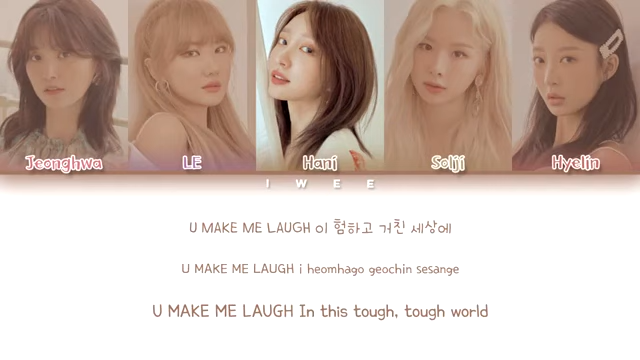 Jeonghwa LE Hani Solji Hyelin
I W E E
U MAKE ME LAUGH 이 험하고 거친 세상에
U MAKE ME LAUGH i heomhago geochin sesange
U MAKE ME LAUGH In this tough, tough world